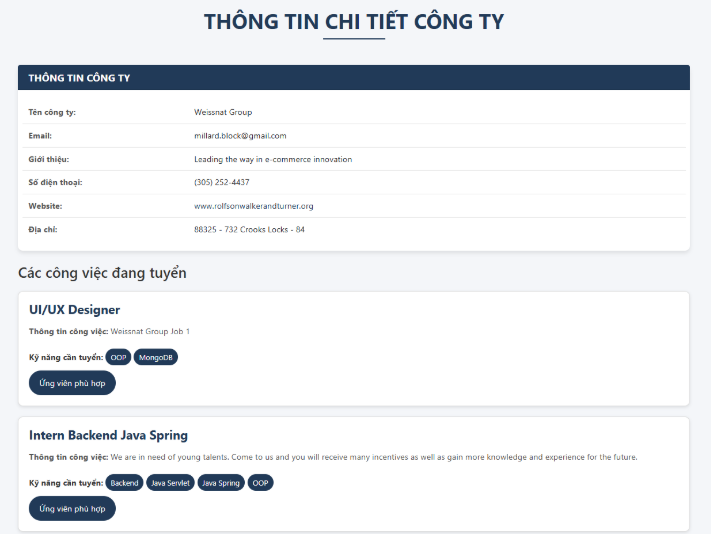 THÔNG TIN CHI TIẾT CÔNG TY
THÔNG TIN CÔNG TY
Tên công ty: Weissnat Group
Email: millard.block@gmail.com
Giới thiệu: Leading the way in e-commerce innovation
Số điện thoại: (305) 252-4437
Website: www.rolfsonwalkerandturner.org
Địa chỉ: 88325 - 732 Crooks Locks - 84
Các công việc đang tuyển
UI/UX Designer
Thông tin công việc: Weissnat Group Job 1
Kỹ năng cần tuyển: OOP MongoDB
Ứng viên phù hợp
Intern Backend Java Spring
Thông tin công việc: We are in need of young talents. Come to us and you will receive many incentives as well as gain more knowledge and experience for the future.
Kỹ năng cần tuyển: Backend Java Servlet Java Spring OOP
Ứng viên phù hợp